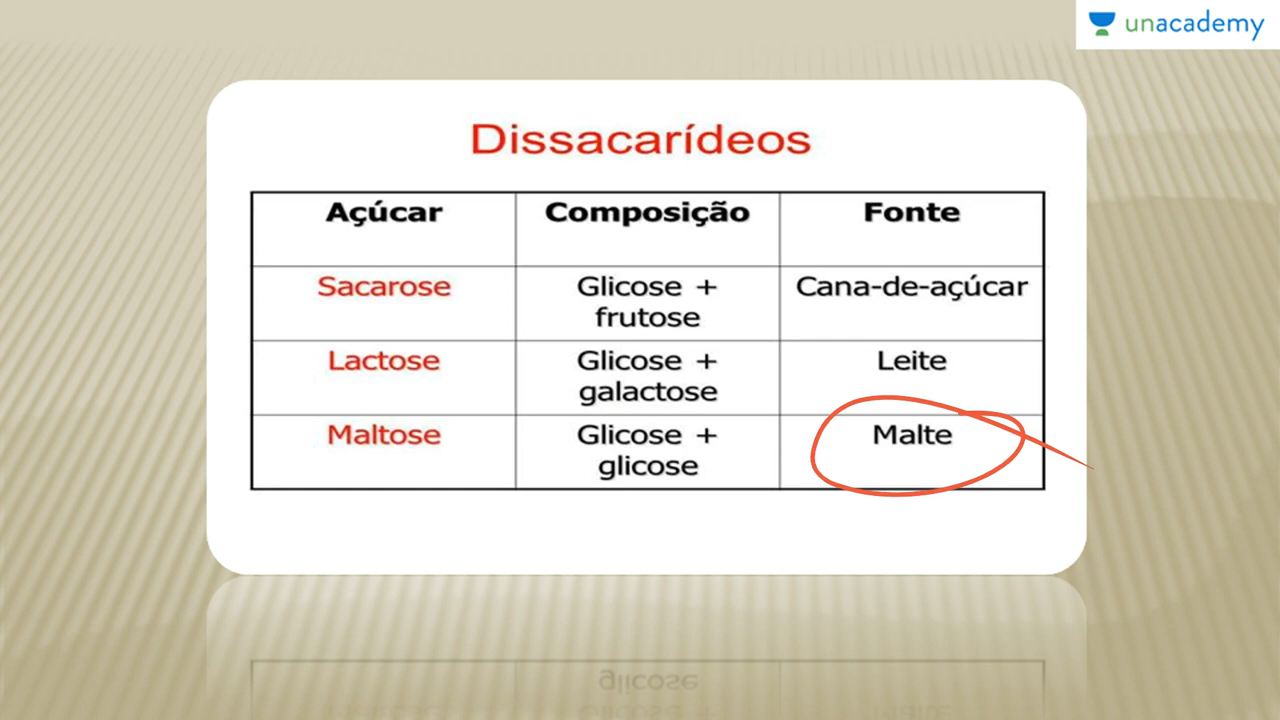 unacademy
Dissacarídeos
Açúcar Composição Fonte
Sacarose Glicose + Cana-de-açúcar
frutose
Lactose Glicose + Leite
galactose
Maltose Glicose + Malte
glicose
glicose